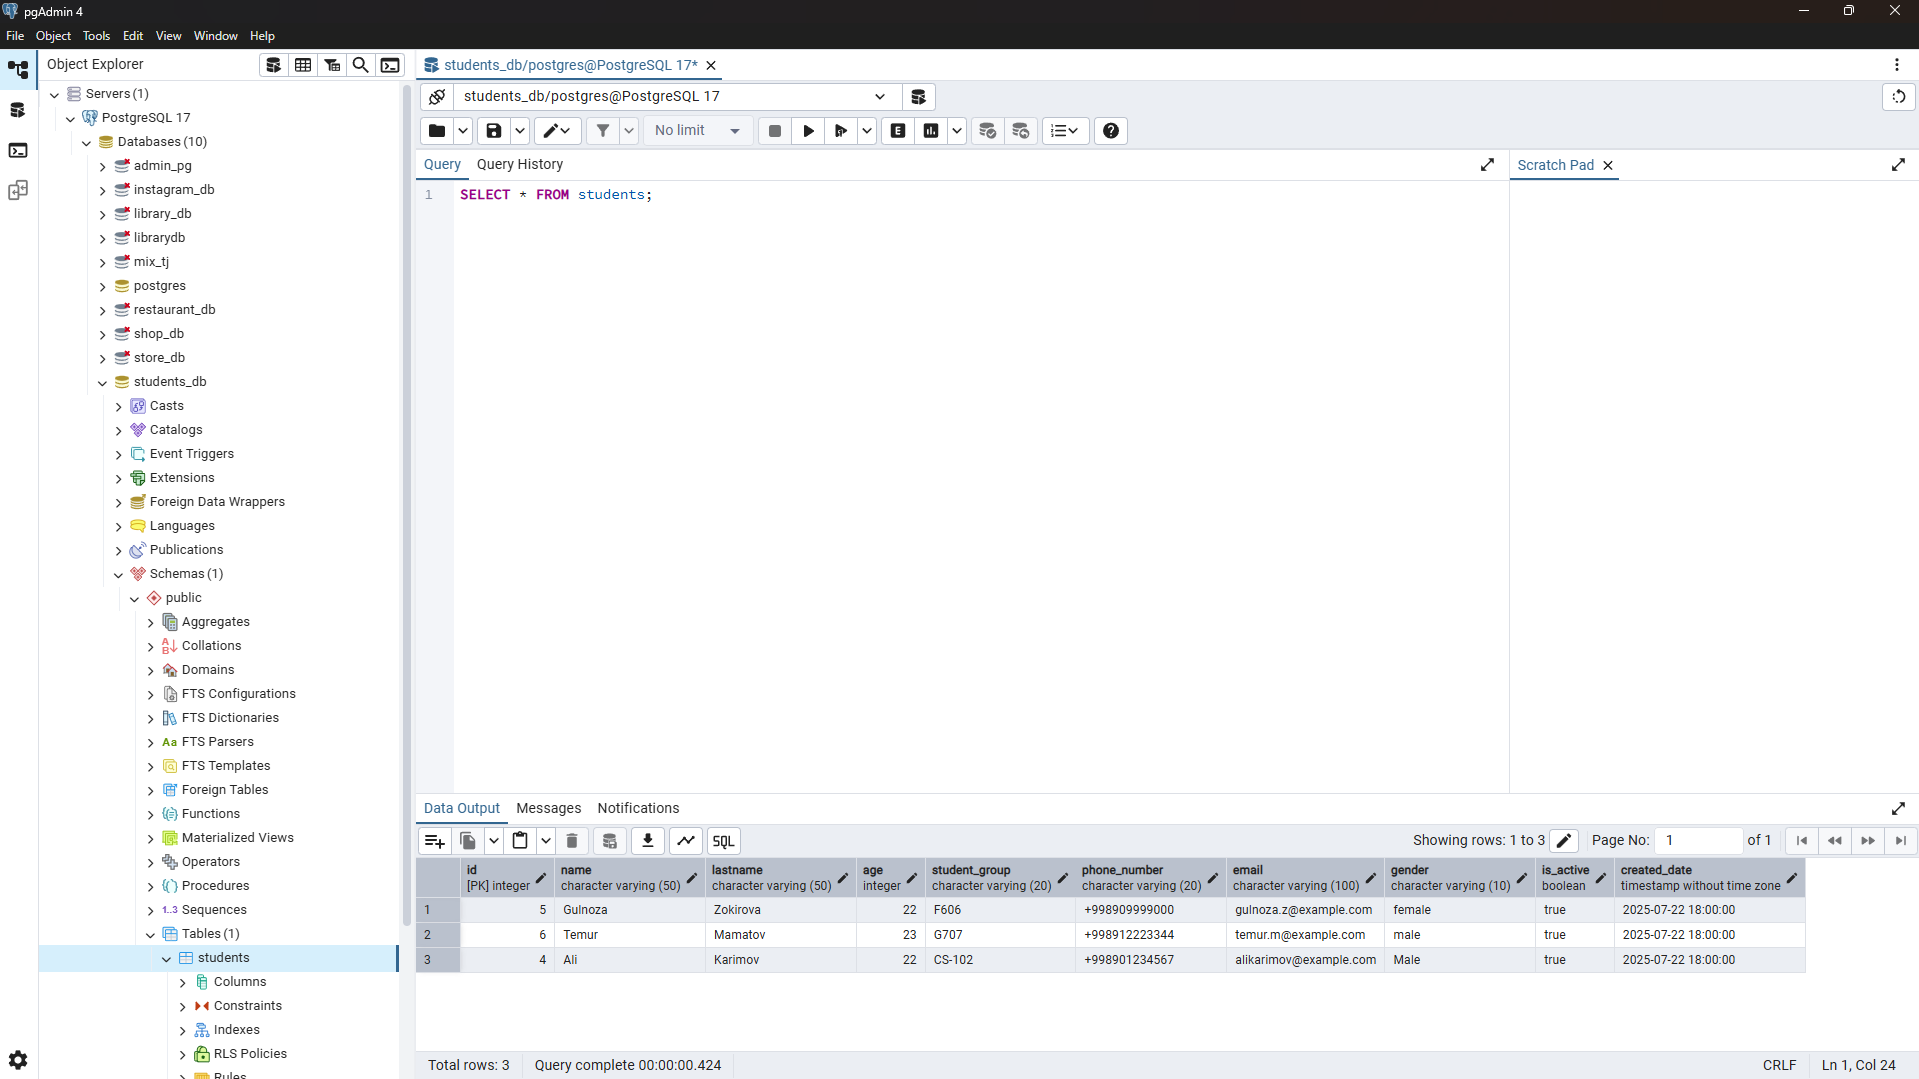 pgAdmin 4
File Object Tools Edit View Window Help
Object Explorer
Servers (1)
PostgreSQL 17
Databases (10)
admin_pg
instagram_db
library_db
librarydb
mix_tj
postgres
restaurant_db
shop_db
store_db
students_db
Casts
Catalogs
Event Triggers
Extensions
Foreign Data Wrappers
Languages
Publications
Schemas (1)
public
Aggregates
Collations
Domains
FTS Configurations
FTS Dictionaries
Aa FTS Parsers
FTS Templates
Foreign Tables
Functions
Materialized Views
Operators
Procedures
1..3 Sequences
Tables (1)
students
Columns
Constraints
Indexes
RLS Policies
Rules
students_db/postgres@PostgreSQL 17*
students_db/postgres@PostgreSQL 17
No limit
E
Query Query History
Scratch Pad
1 SELECT * FROM students;
Data Output Messages Notifications
SQL Showing rows: 1 to 3 Page No: 1 of 1
id name lastname age student_group phone_number email gender is_active created_date
[PK] integer character varying (50) character varying (50) integer character varying (20) character varying (20) character varying (100) character varying (10) boolean timestamp without time zone
1 5 Gulnoza Zokirova 22 F606 +998909999000 gulnoza.z@example.com female true 2025-07-22 18:00:00
2 6 Temur Mamatov 23 G707 +998912223344 temur.m@example.com male true 2025-07-22 18:00:00
3 4 Ali Karimov 22 CS-102 +998901234567 alikarimov@example.com Male true 2025-07-22 18:00:00
Total rows: 3 Query complete 00:00:00.424 CRLF Ln 1, Col 24